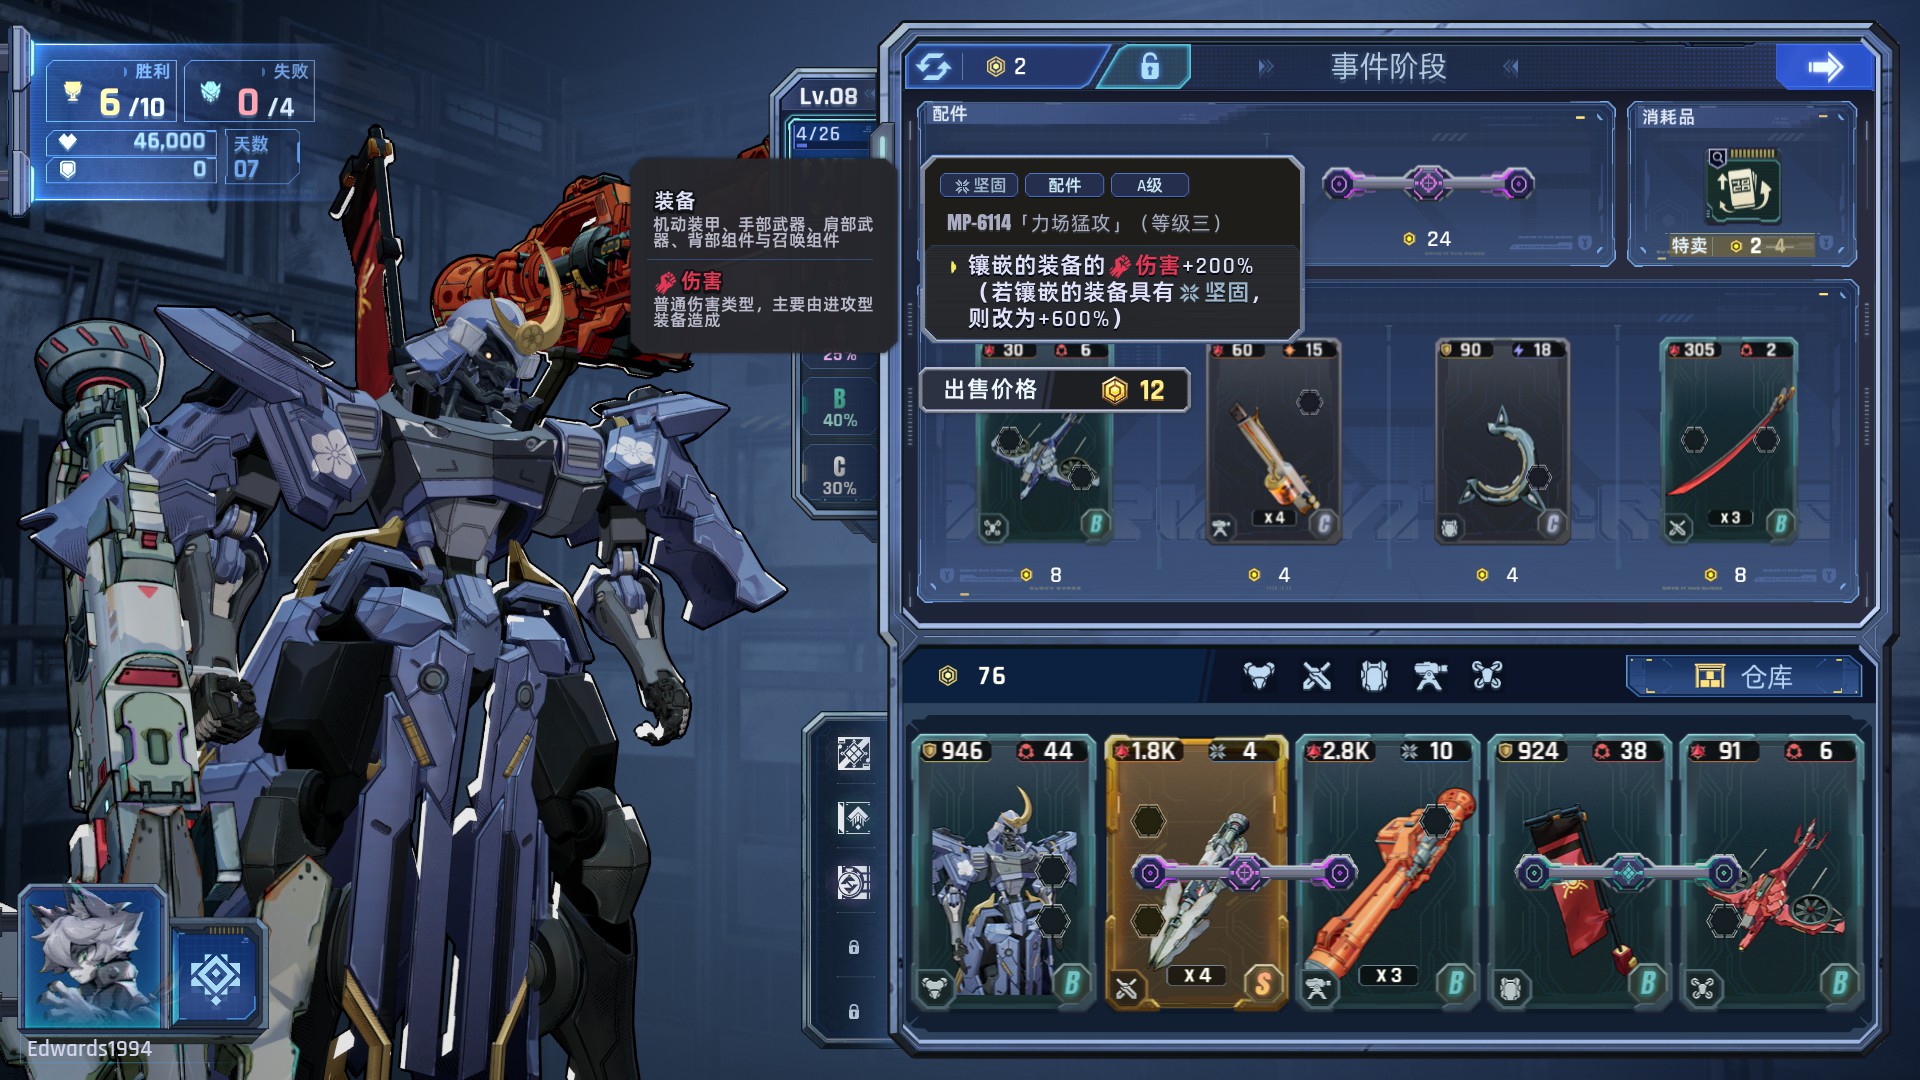 胜利
6 /10
失败
0 /4
46,000
0
天数
07
Lv.08
4/26
25%
B
40%
C
30%
装备
机动装甲、手部武器、肩部武
器、背部组件与召唤组件
伤害
普通伤害类型，主要由进攻型
装备造成
2
事件阶段
配件
24
消耗品
特卖
2 4
坚固
配件
A级
MP-6114「力场猛攻」（等级三）
镶嵌的装备的 伤害+200%
（若镶嵌的装备具有 坚固，
则改为+600%）
出售价格
12
30 6
B
8
60 15
x4
C
4
90 18
C
4
305 2
x3
B
8
76
仓库
946 44
B
1.8K 4
x4
S
2.8K 10
x3
B
924 38
B
91 6
B
Edwards1994